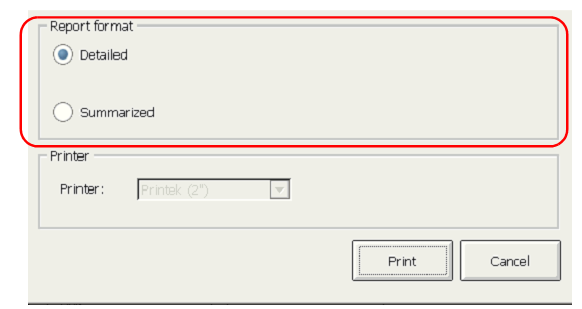 Report format
Detailed
Summarized
Printer
Printer: Printek (2")
Print Cancel